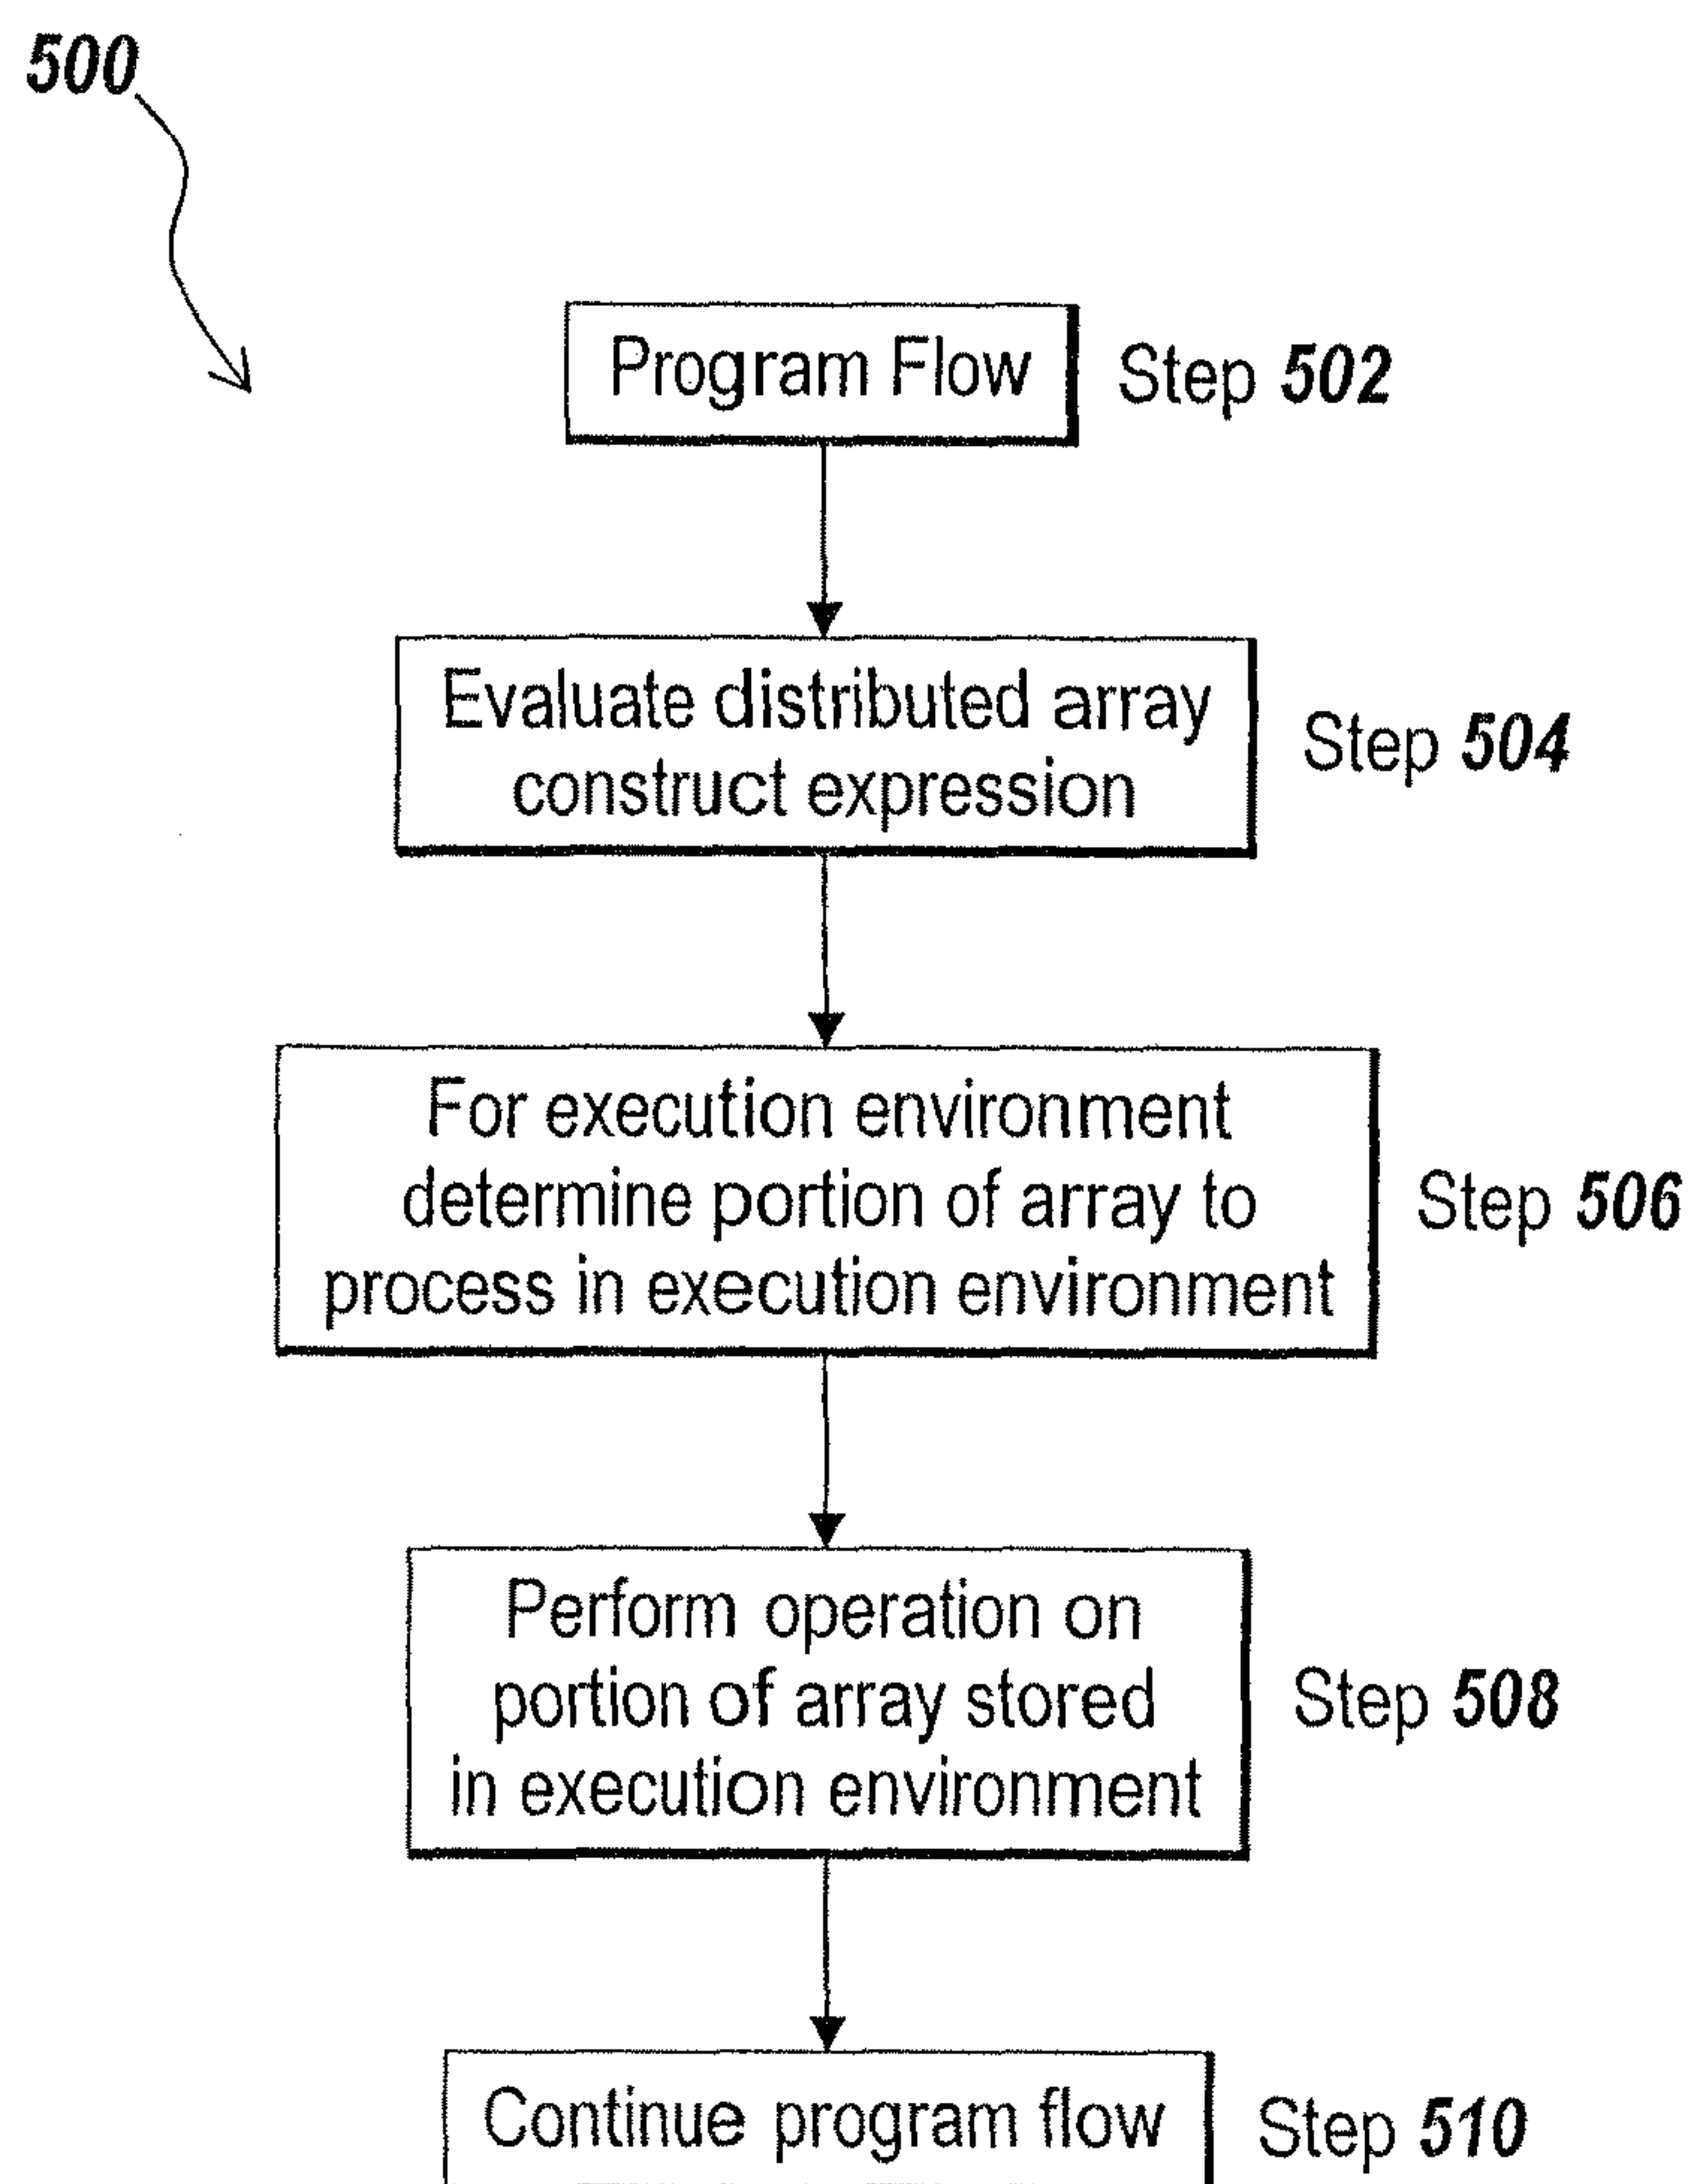 500
Program Flow
Step 502
Evaluate distributed array
construct expression
Step 504
For execution environment
determine portion of array to
process in execution environment
Step 506
Perform operation on
portion of array stored
in execution environment
Step 508
Continue program flow
Step 510